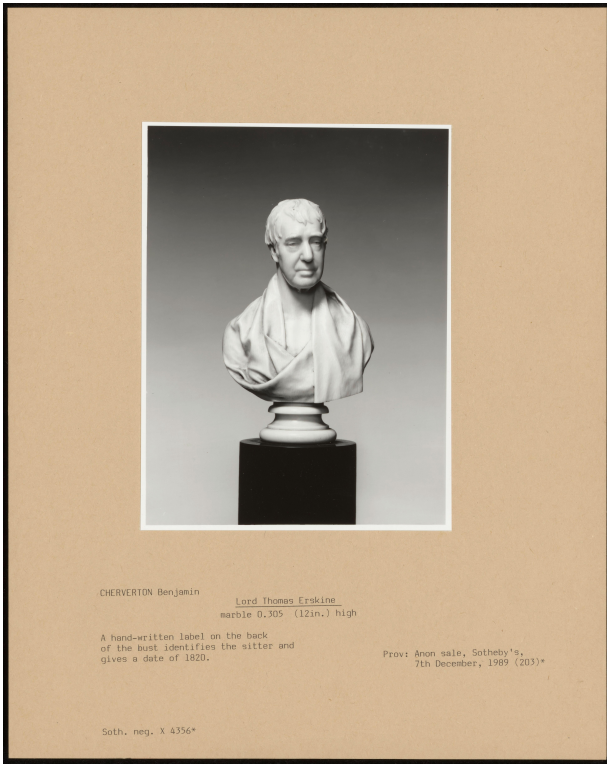 CHERVERTON Benjamin
Lord Thomas Erskine
marble 0.305 (12in.) high
A hand-written label on the back
of the bust identifies the sitter and
gives a date of 1820.
Prov: Anon sale, Sotheby's,
7th December, 1989 (203)*
Soth. neg. X 4356*